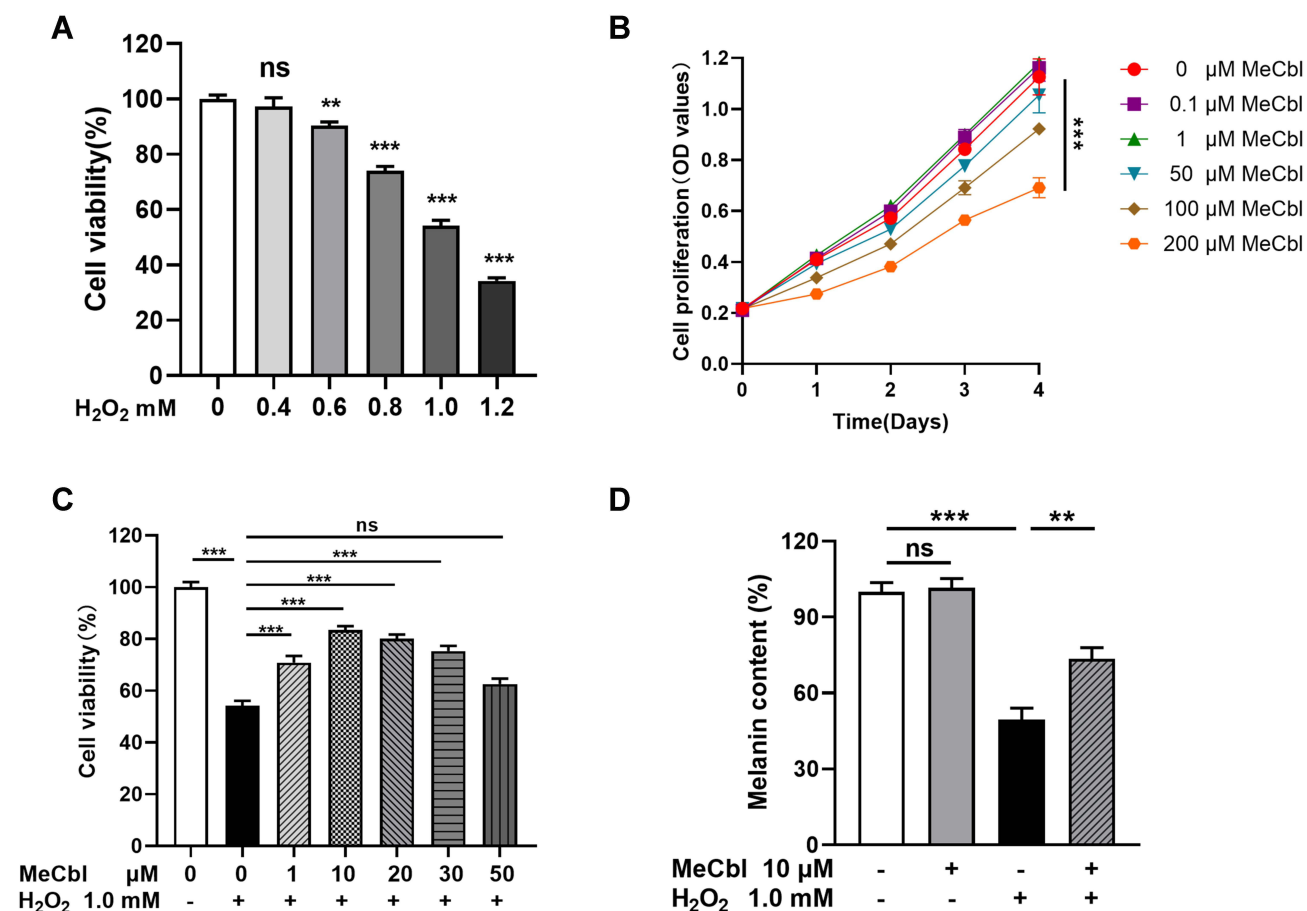 A
Cell viability(%)
120
100
80
60
40
20
0
ns
**
***
***
***
H₂O₂ mM 0 0.4 0.6 0.8 1.0 1.2
B
Cell proliferation(OD values)
1.2
1.0
0.8
0.6
0.4
0.2
0.0
0 1 2 3 4
Time(Days)
***
0 μM MeCbl
0.1 μM MeCbl
1 μM MeCbl
50 μM MeCbl
100 μM MeCbl
200 μM MeCbl
C
Cell viability(%)
120
100
80
60
40
20
0
ns
***
***
***
***
***
MeCbl μM 0 0 1 10 20 30 50
H₂O₂ 1.0 mM - + + + + + +
D
Melanin content (%)
120
90
60
30
0
*** **
ns
MeCbl 10 μM - + - +
H₂O₂ 1.0 mM - - + +